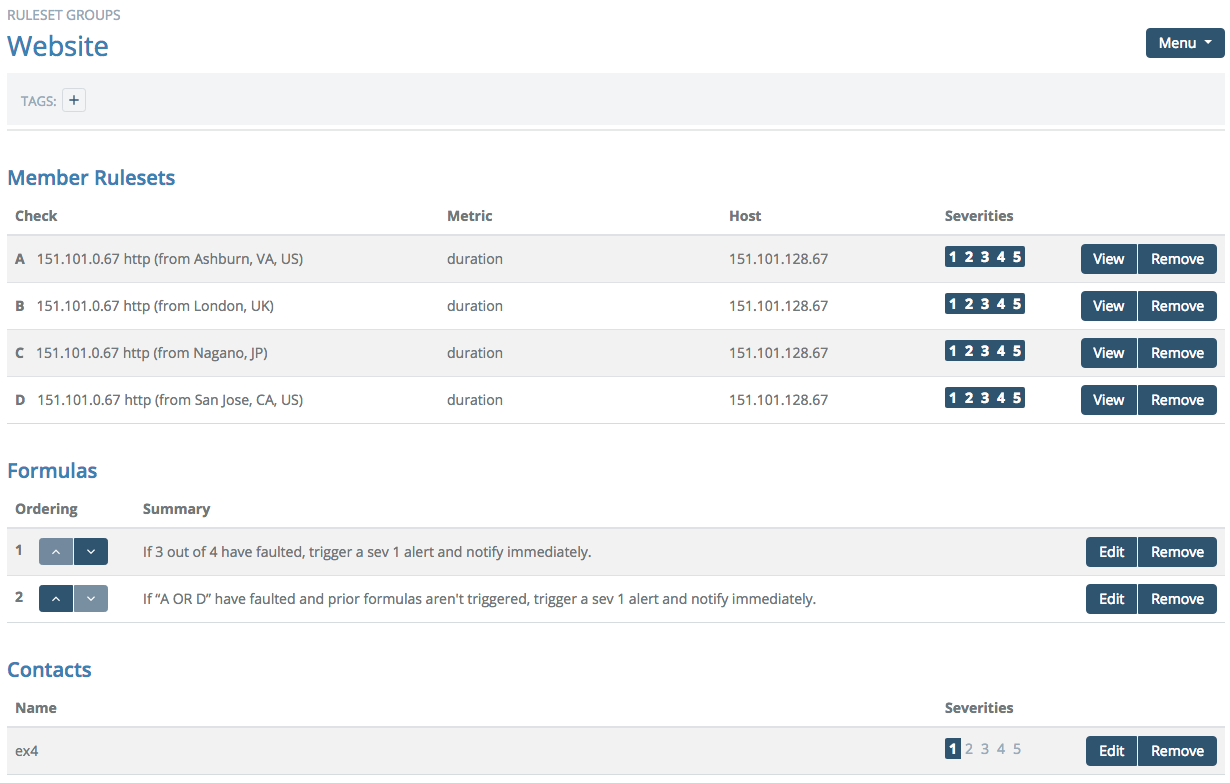 RULESET GROUPS
Website
Menu
TAGS: +
Member Rulesets
Check Metric Host Severities
A 151.101.0.67 http (from Ashburn, VA, US) duration 151.101.128.67 1 2 3 4 5 View Remove
B 151.101.0.67 http (from London, UK) duration 151.101.128.67 1 2 3 4 5 View Remove
C 151.101.0.67 http (from Nagano, JP) duration 151.101.128.67 1 2 3 4 5 View Remove
D 151.101.0.67 http (from San Jose, CA, US) duration 151.101.128.67 1 2 3 4 5 View Remove
Formulas
Ordering Summary
1 If 3 out of 4 have faulted, trigger a sev 1 alert and notify immediately. Edit Remove
2 If “A OR D” have faulted and prior formulas aren't triggered, trigger a sev 1 alert and notify immediately. Edit Remove
Contacts
Name Severities
ex4 1 2 3 4 5 Edit Remove